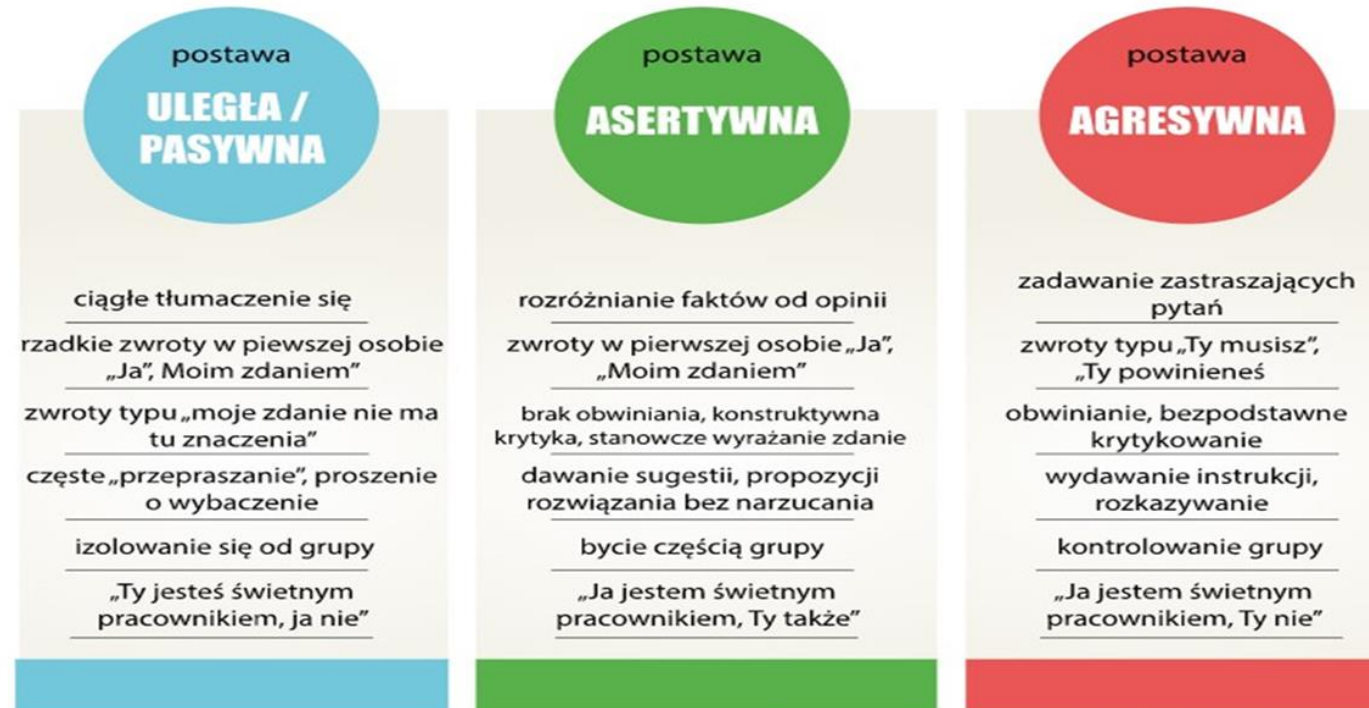 postawa
ULEGŁA /
PASYWNA
ciągłe tłumaczenie się
rzadkie zwroty w piewszej osobie
„Ja”, Moim zdaniem”
zwroty typu „moje zdanie nie ma
tu znaczenia”
częste „przepraszanie”, proszenie
o wybaczenie
izolowanie się od grupy
„Ty jesteś świetnym
pracownikiem, ja nie”
postawa
ASERTYWNA
rozróżnianie faktów od opinii
zwroty w pierwszej osobie „Ja”,
„Moim zdaniem”
brak obwiniania, konstruktywna
krytyka, stanowcze wyrażanie zdanie
dawanie sugestii, propozycji
rozwiązania bez narzucania
bycie częścią grupy
„Ja jestem świetnym
pracownikiem, Ty także”
postawa
AGRESYWNA
zadawanie zastraszających
pytań
zwroty typu „Ty musisz”,
„Ty powinieneś
obwinianie, bezpodstawne
krytykowanie
wydawanie instrukcji,
rozkazywanie
kontrolowanie grupy
„Ja jestem świetnym
pracownikiem, Ty nie”